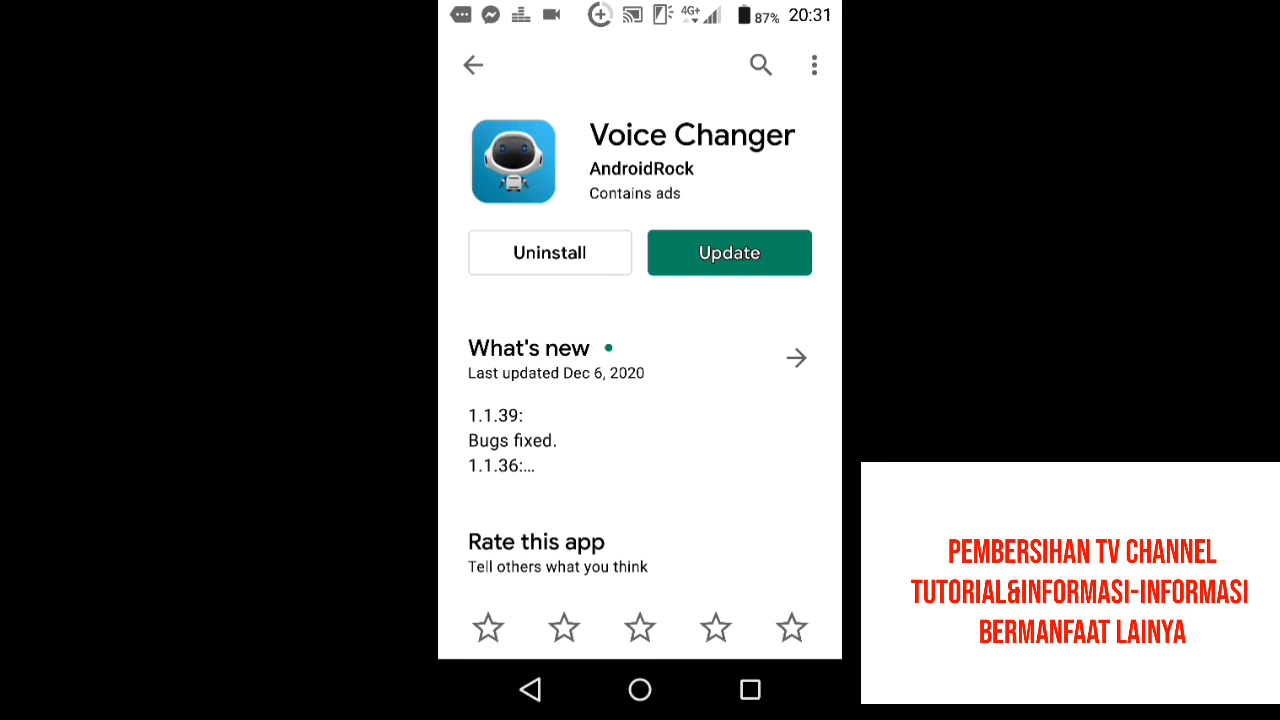 4G+ 87% 20:31
Voice Changer
AndroidRock
Contains ads
Uninstall
Update
What's new
Last updated Dec 6, 2020
1.1.39:
Bugs fixed.
1.1.36:...
Rate this app
Tell others what you think
PEMBERSIHAN TV CHANNEL
TUTORIAL&INFORMASI-INFORMASI
BERMANFAAT LAINYA